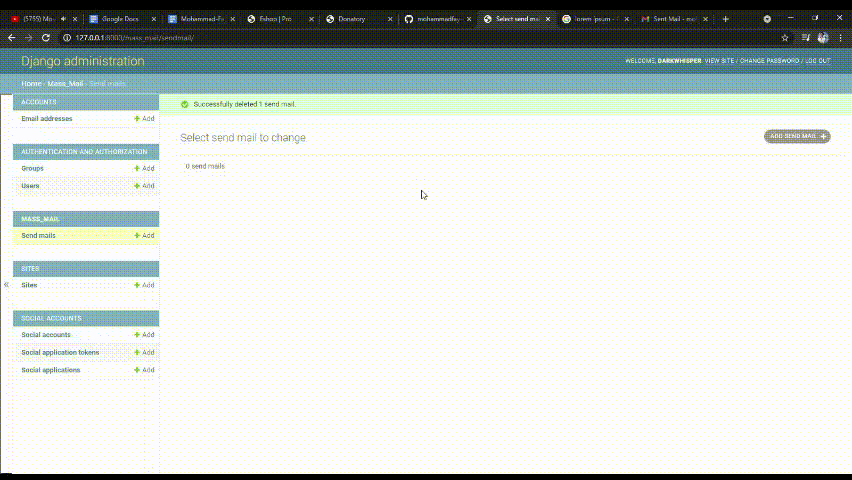 (5755) Mo
Google Docs
Mohammad-Fe
Eshop | Pro
Donatory
mohammadfay
Select send mai
lorem ipsum -
Sent Mail - mo
127.0.0.1:8000/mass_mail/sendmail/
Django administration
WELCOME, DARKWHISPER. VIEW SITE / CHANGE PASSWORD / LOG OUT
Home › Mass_Mail › Send mails
ACCOUNTS
Email addresses + Add
AUTHENTICATION AND AUTHORIZATION
Groups + Add
Users + Add
MASS_MAIL
Send mails + Add
SITES
Sites + Add
SOCIAL ACCOUNTS
Social accounts + Add
Social application tokens + Add
Social applications + Add
«
Successfully deleted 1 send mail.
Select send mail to change
ADD SEND MAIL +
0 send mails